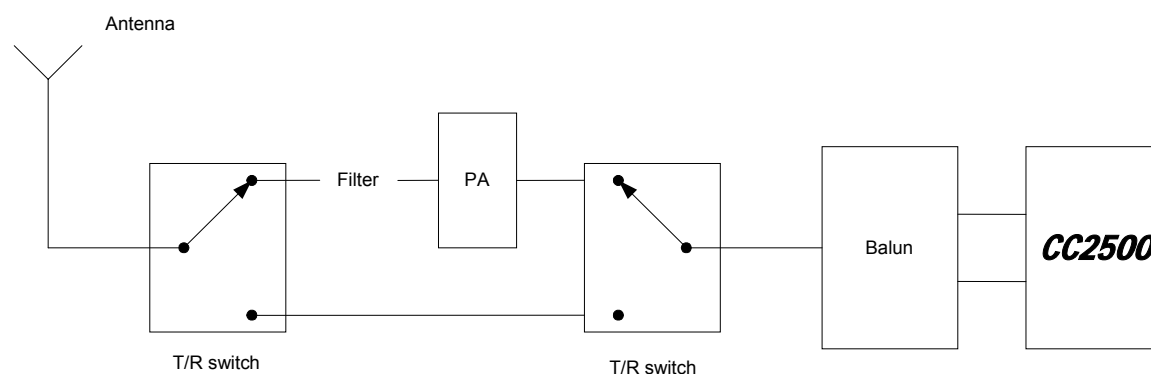 Antenna
Filter
PA
Balun
CC2500
T/R switch
T/R switch